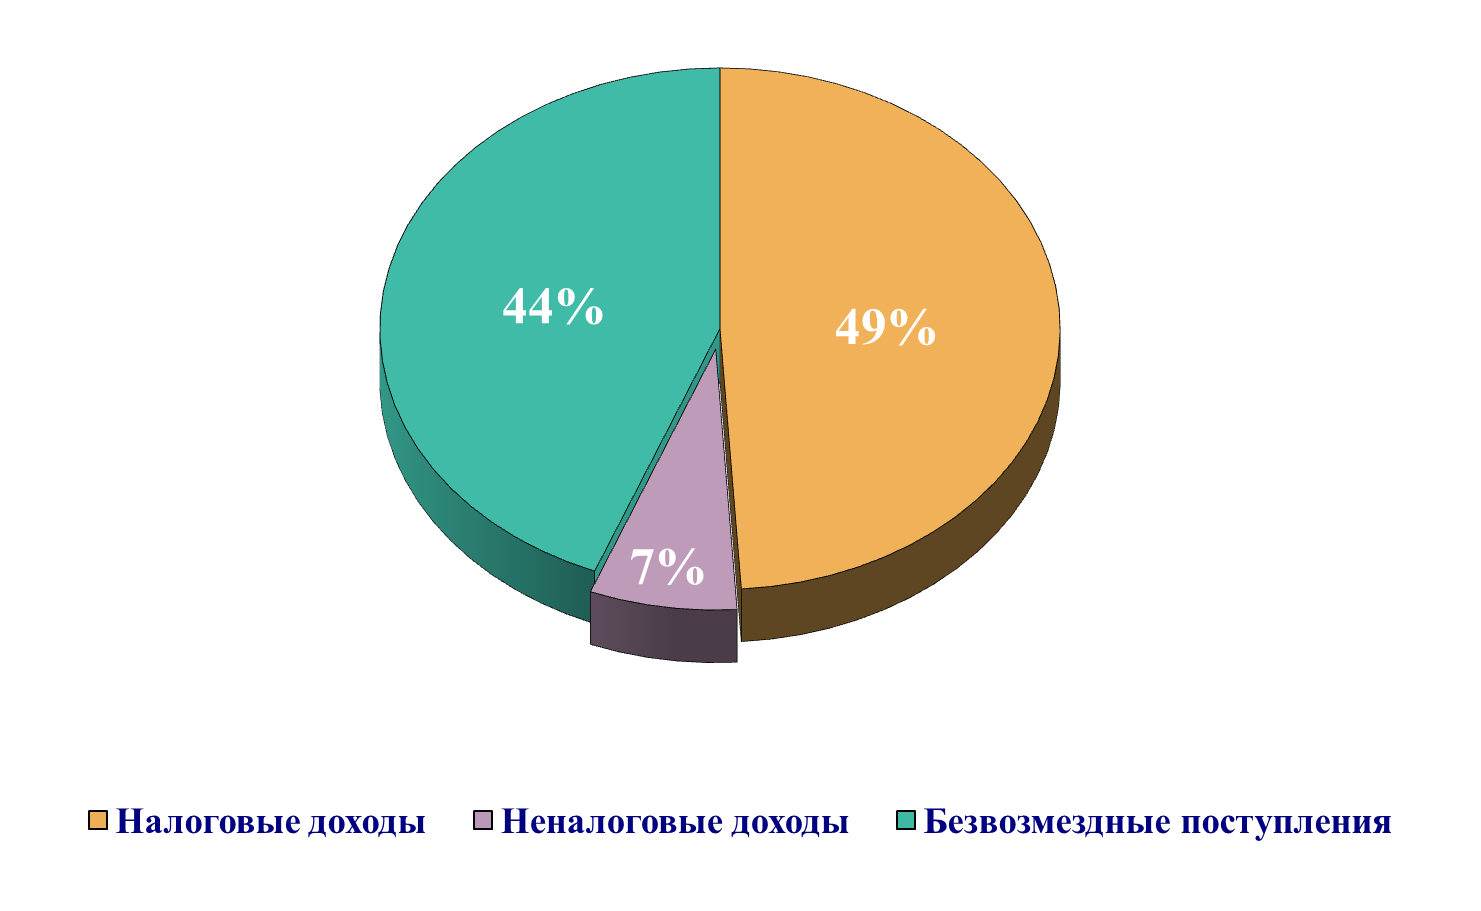 44%
49%
7%
Налоговые доходы
Неналоговые доходы
Безвозмездные поступления